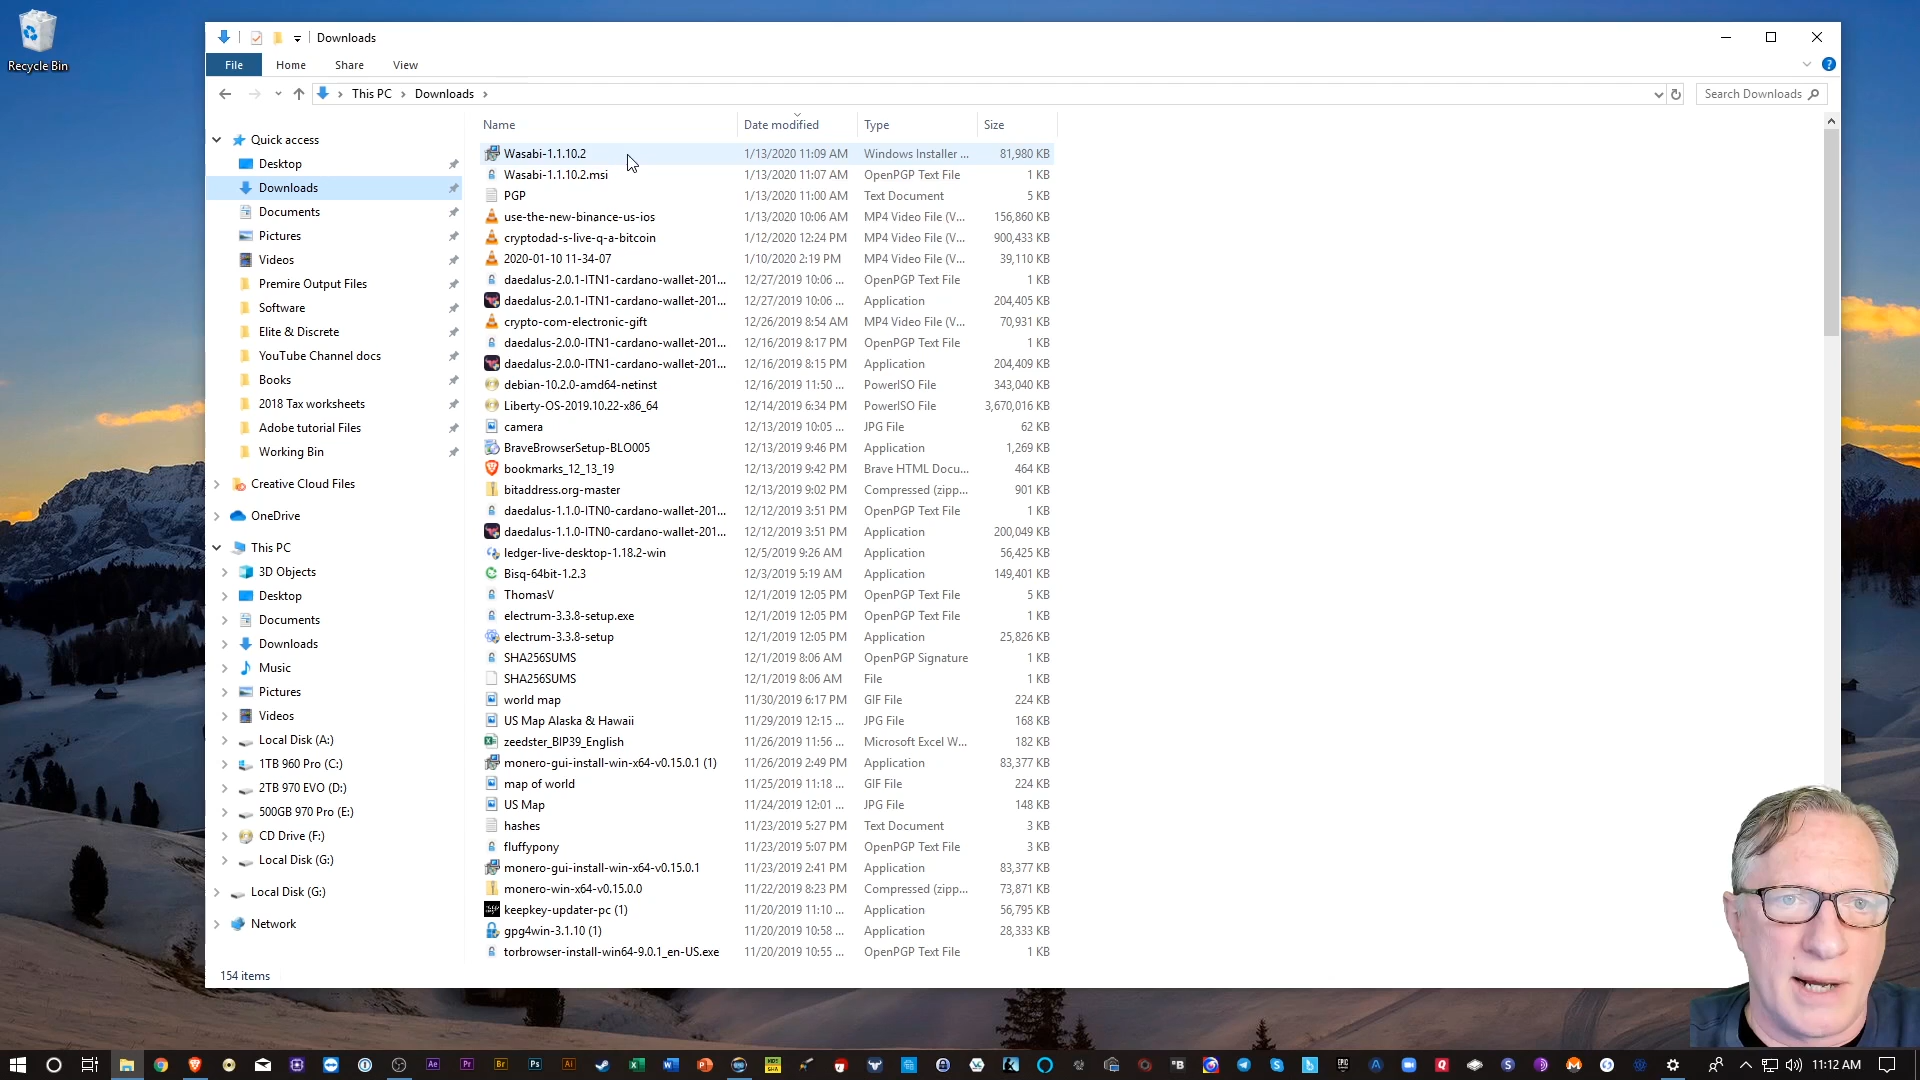 Recycle Bin
Downloads
File Home Share View
This PC Downloads
Search Downloads
Name Date modified Type Size
Quick access
Desktop
Downloads
Documents
Pictures
Videos
Premire Output Files
Software
Elite & Discrete
YouTube Channel docs
Books
2018 Tax worksheets
Adobe tutorial Files
Working Bin
Creative Cloud Files
OneDrive
This PC
3D Objects
Desktop
Documents
Downloads
Music
Pictures
Videos
Local Disk (A:)
1TB 960 Pro (C:)
2TB 970 EVO (D:)
500GB 970 Pro (E:)
CD Drive (F:)
Local Disk (G:)
Local Disk (G:)
Network
Wasabi-1.1.10.2 1/13/2020 11:09 AM Windows Installer ... 81,980 KB
Wasabi-1.1.10.2.msi 1/13/2020 11:07 AM OpenPGP Text File 1 KB
PGP 1/13/2020 11:00 AM Text Document 5 KB
use-the-new-binance-us-ios 1/13/2020 10:06 AM MP4 Video File (V... 156,860 KB
cryptodad-s-live-q-a-bitcoin 1/12/2020 12:24 PM MP4 Video File (V... 900,433 KB
2020-01-10 11-34-07 1/10/2020 2:19 PM MP4 Video File (V... 39,110 KB
daedalus-2.0.1-ITN1-cardano-wallet-201... 12/27/2019 10:06 ... OpenPGP Text File 1 KB
daedalus-2.0.1-ITN1-cardano-wallet-201... 12/27/2019 10:06 ... Application 204,405 KB
crypto-com-electronic-gift 12/26/2019 8:54 AM MP4 Video File (V... 70,931 KB
daedalus-2.0.0-ITN1-cardano-wallet-201... 12/16/2019 8:17 PM OpenPGP Text File 1 KB
daedalus-2.0.0-ITN1-cardano-wallet-201... 12/16/2019 8:15 PM Application 204,409 KB
debian-10.2.0-amd64-netinst 12/16/2019 11:50 ... PowerISO File 343,040 KB
Liberty-OS-2019.10.22-x86_64 12/14/2019 6:34 PM PowerISO File 3,670,016 KB
camera 12/13/2019 10:05 ... JPG File 62 KB
BraveBrowserSetup-BLO005 12/13/2019 9:46 PM Application 1,269 KB
bookmarks_12_13_19 12/13/2019 9:42 PM Brave HTML Docu... 464 KB
bitaddress.org-master 12/13/2019 9:02 PM Compressed (zipp... 901 KB
daedalus-1.1.0-ITN0-cardano-wallet-201... 12/12/2019 3:51 PM OpenPGP Text File 1 KB
daedalus-1.1.0-ITN0-cardano-wallet-201... 12/12/2019 3:51 PM Application 200,049 KB
ledger-live-desktop-1.18.2-win 12/5/2019 9:26 AM Application 56,425 KB
Bisq-64bit-1.2.3 12/3/2019 5:19 AM Application 149,401 KB
ThomasV 12/1/2019 12:05 PM OpenPGP Text File 5 KB
electrum-3.3.8-setup.exe 12/1/2019 12:05 PM OpenPGP Text File 1 KB
electrum-3.3.8-setup 12/1/2019 12:05 PM Application 25,826 KB
SHA256SUMS 12/1/2019 8:06 AM OpenPGP Signature 1 KB
SHA256SUMS 12/1/2019 8:06 AM File 1 KB
world map 11/30/2019 6:17 PM GIF File 224 KB
US Map Alaska & Hawaii 11/29/2019 12:15 ... JPG File 168 KB
zeedster_BIP39_English 11/26/2019 11:56 ... Microsoft Excel W... 182 KB
monero-gui-install-win-x64-v0.15.0.1 (1) 11/26/2019 2:49 PM Application 83,377 KB
map of world 11/25/2019 11:18 ... GIF File 224 KB
US Map 11/24/2019 12:01 ... JPG File 148 KB
hashes 11/23/2019 5:27 PM Text Document 3 KB
fluffypony 11/23/2019 5:07 PM OpenPGP Text File 3 KB
monero-gui-install-win-x64-v0.15.0.1 11/23/2019 2:41 PM Application 83,377 KB
monero-win-x64-v0.15.0.0 11/22/2019 8:23 PM Compressed (zipp... 73,871 KB
keepkey-updater-pc (1) 11/20/2019 11:10 ... Application 56,795 KB
gpg4win-3.1.10 (1) 11/20/2019 10:58 ... Application 28,333 KB
torbrowser-install-win64-9.0.1_en-US.exe 11/20/2019 10:55 ... OpenPGP Text File 1 KB
154 items
11:12 AM